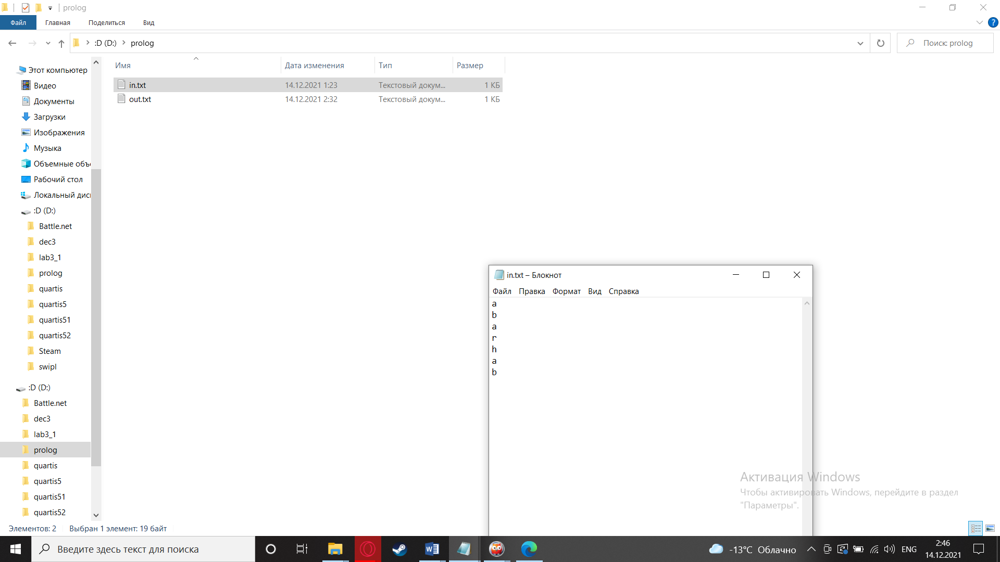 prolog
Файл Главная Поделиться Вид
:D (D:) prolog
Поиск: prolog
Имя Дата изменения Тип Размер
in.txt 14.12.2021 1:23 Текстовый докум... 1 КБ
out.txt 14.12.2021 2:32 Текстовый докум... 1 КБ
Этот компьютер
Видео
Документы
Загрузки
Изображения
Музыка
Объемные объ
Рабочий стол
Локальный дис
:D (D:)
Battle.net
dec3
lab3_1
prolog
quartis
quartis5
quartis51
quartis52
Steam
swipl
:D (D:)
Battle.net
dec3
lab3_1
prolog
quartis
quartis5
quartis51
quartis52
in.txt – Блокнот
Файл Правка Формат Вид Справка
a
b
a
r
h
a
b
Активация Windows
Чтобы активировать Windows, перейдите в раздел
"Параметры".
Элементов: 2 Выбран 1 элемент: 19 байт
Введите здесь текст для поиска
-13°C Облачно
ENG
2:46
14.12.2021